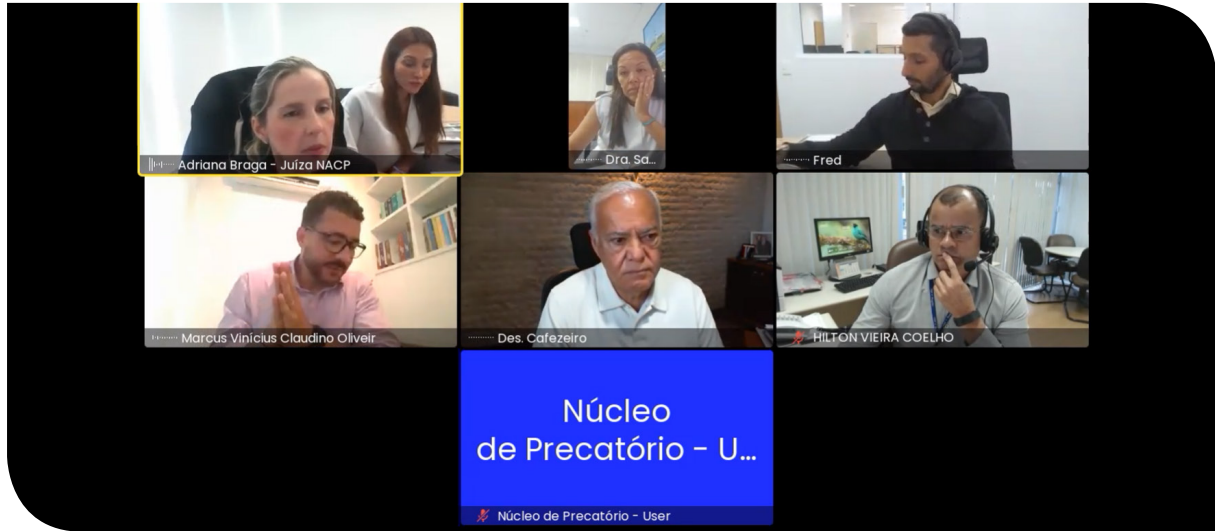 Adriana Braga - Juíza NACP
Dra. Sa...
Fred
Marcus Vinícius Claudino Oliveir
Des. Cafezeiro
HILTON VIEIRA COELHO
Núcleo
de Precatório - U...
Núcleo de Precatório - User